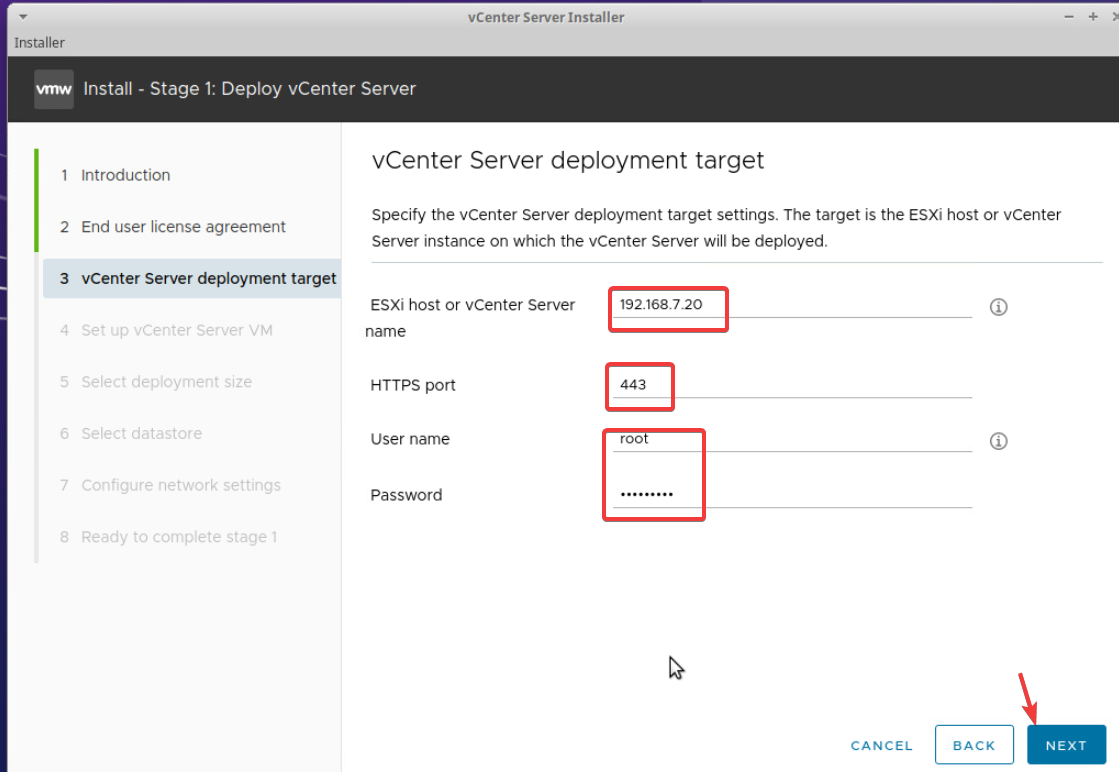 vCenter Server Installer
Installer
vmw Install - Stage 1: Deploy vCenter Server
1 Introduction
2 End user license agreement
3 vCenter Server deployment target
4 Set up vCenter Server VM
5 Select deployment size
6 Select datastore
7 Configure network settings
8 Ready to complete stage 1
vCenter Server deployment target
Specify the vCenter Server deployment target settings. The target is the ESXi host or vCenter
Server instance on which the vCenter Server will be deployed.
ESXi host or vCenter Server
name
192.168.7.20
HTTPS port 443
User name root
Password •••••••••
CANCEL BACK NEXT